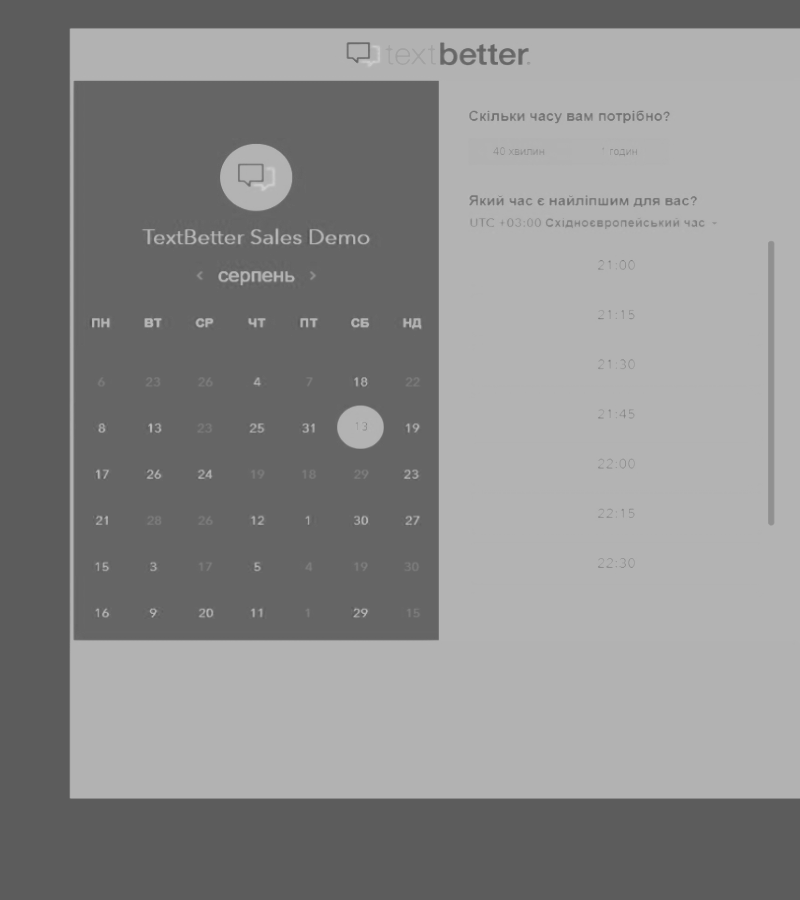 textbetter.
TextBetter Sales Demo
< серпень >
ПН ВТ СР ЧТ ПТ СБ НД
6 23 26 4 7 18 22
8 13 23 25 31 13 19
17 26 24 19 18 29 23
21 28 26 12 1 30 27
15 3 17 5 4 19 30
16 9 20 11 1 29 15
Скільки часу вам потрібно?
40 хвилин 1 годин
Який час є найліпшим для вас?
UTC +03:00 Східноєвропейський час
21:00
21:15
21:30
21:45
22:00
22:15
22:30